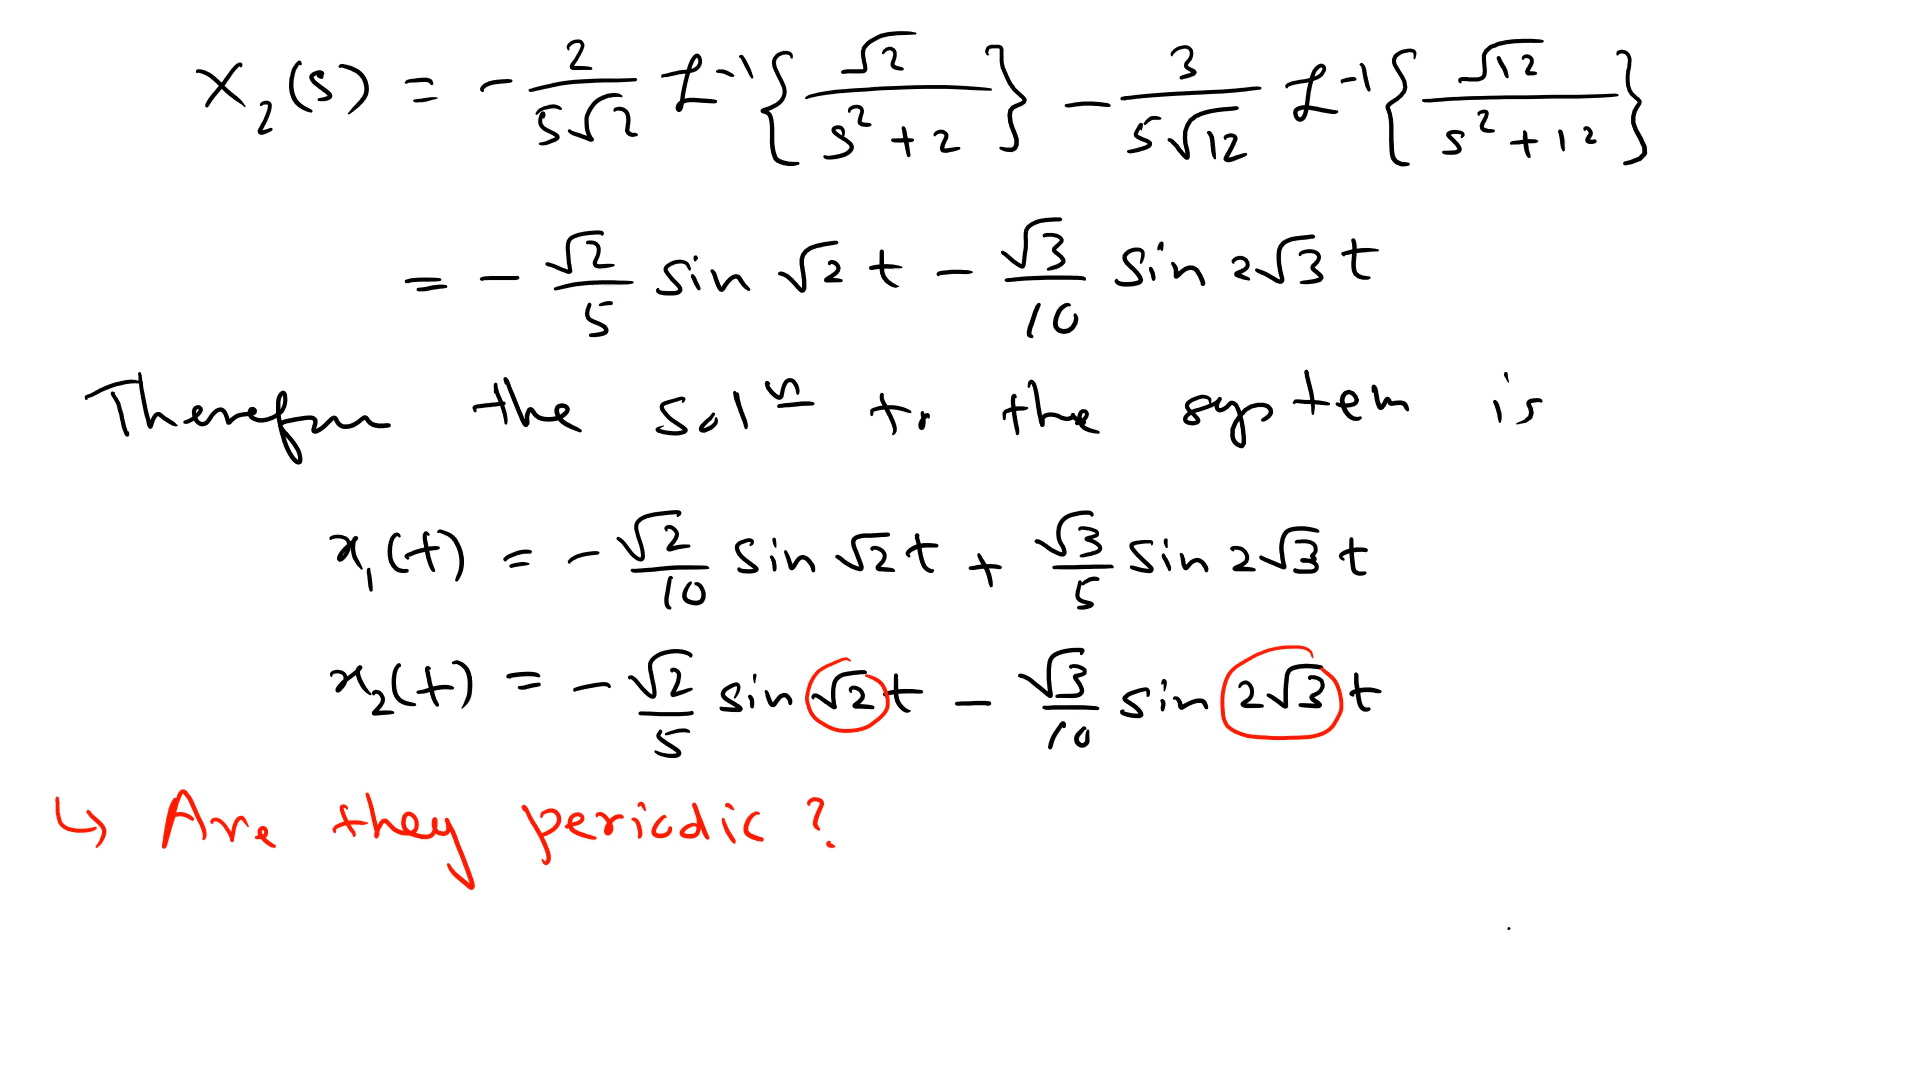 X₂(s) = - 2/(5√2) ℒ⁻¹{√2/(s²+2)} - 3/(5√12) ℒ⁻¹{√12/(s²+12)}
= - √2/5 sin √2 t - √3/10 sin 2√3 t
Therefore the solⁿ to the system is
x₁(t) = - √2/10 sin √2 t + √3/5 sin 2√3 t
x₂(t) = - √2/5 sin √2 t - √3/10 sin 2√3 t
↳ Are they periodic?